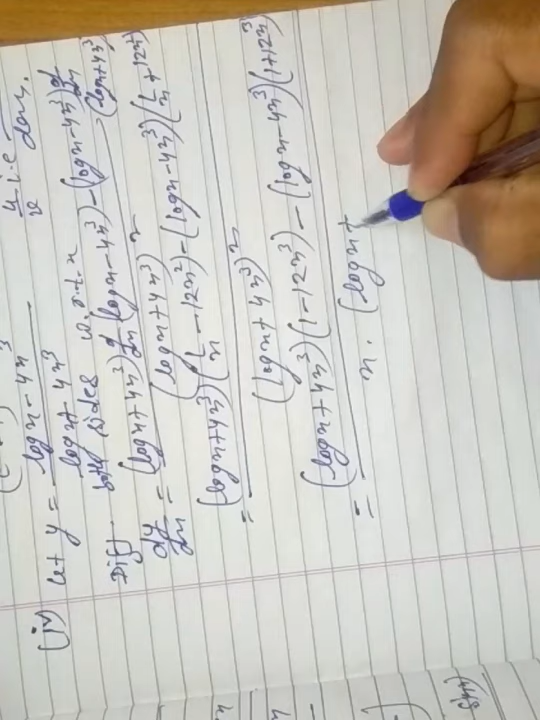 u/v i.e
(iv) let y = (log x - 4x³)/(log x + 4x³)
Diff. both sides w.r.t. x
dy/dx = ((log x + 4x³) d/dx (log x - 4x³) - (log x - 4x³) d/dx (log x + 4x³))/(log x + 4x³)²
= ((log x + 4x³)(1/x - 12x²) - (log x - 4x³)(1/x + 12x²))/(log x + 4x³)²
= ((log x + 4x³)(1 - 12x³) - (log x - 4x³)(1 + 12x³))/x. (log x +